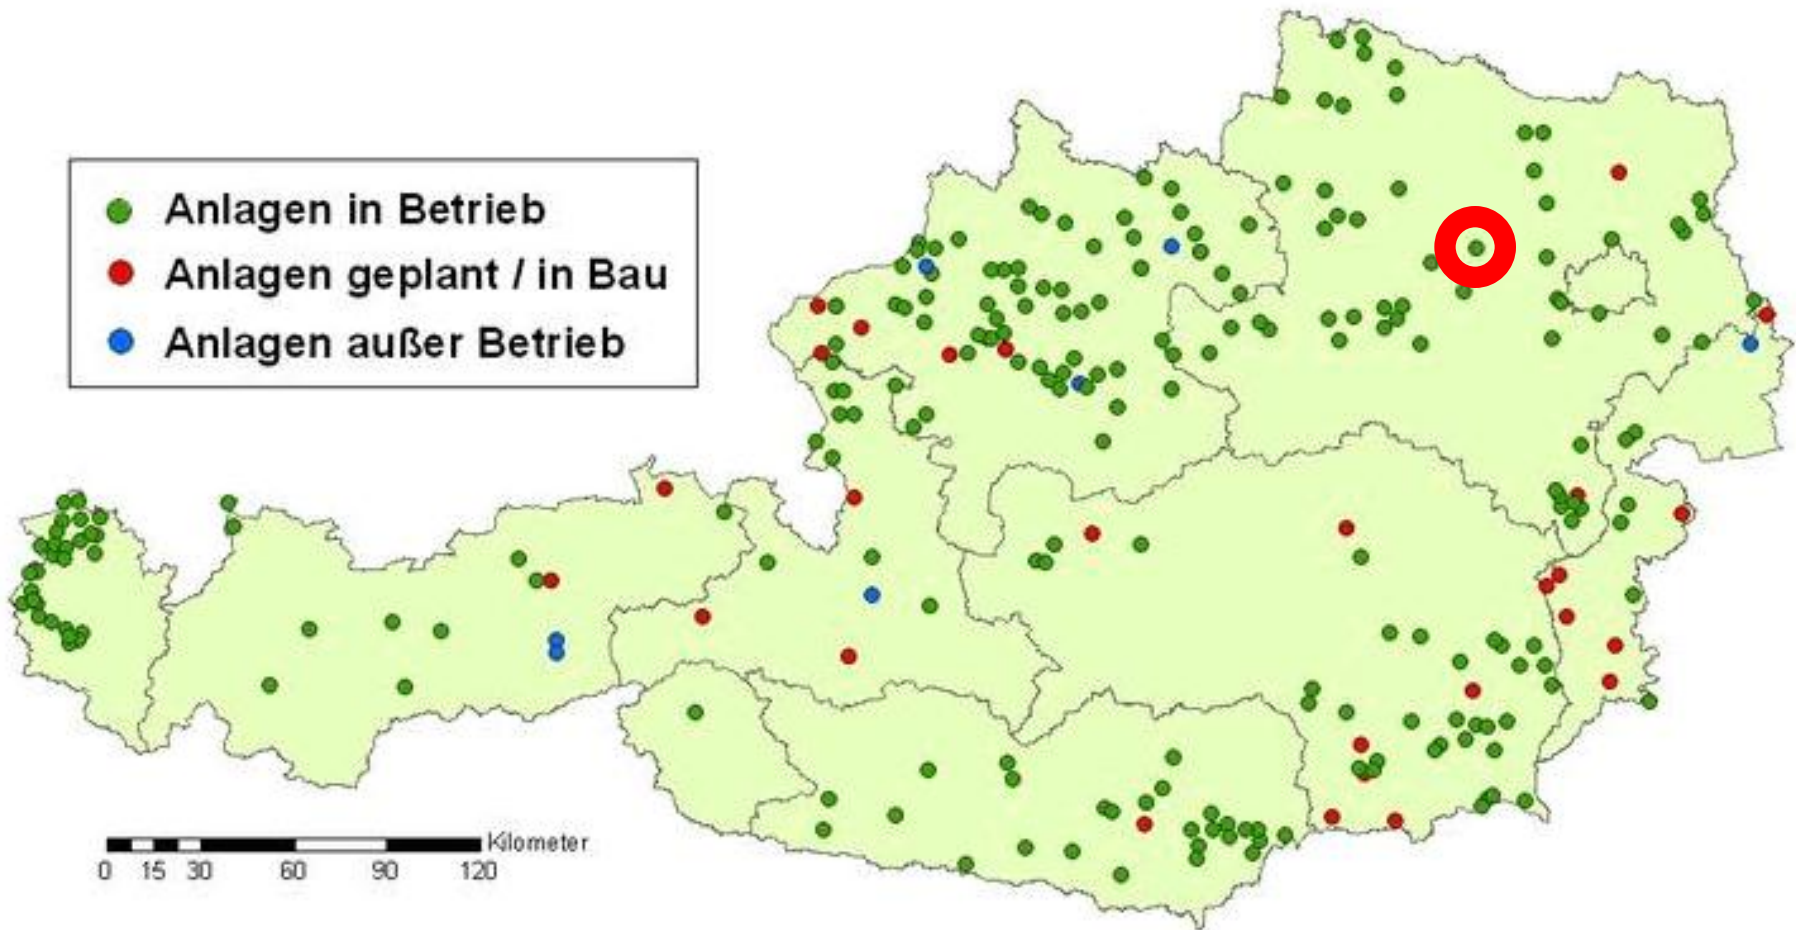 Anlagen in Betrieb
Anlagen geplant / in Bau
Anlagen außer Betrieb
Kilometer
0 15 30 60 90 120